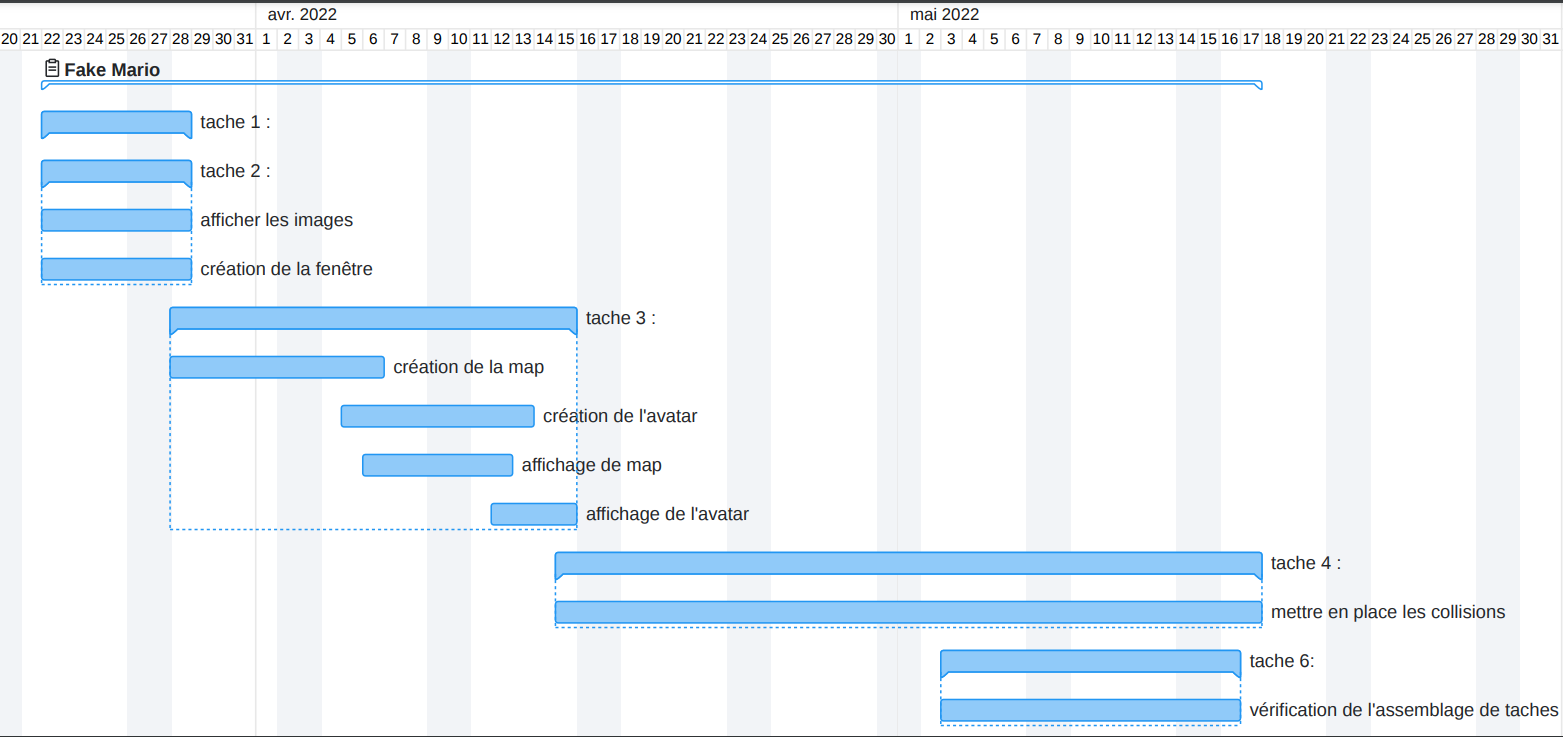 avr. 2022 mai 2022
20 21 22 23 24 25 26 27 28 29 30 31 1 2 3 4 5 6 7 8 9 10 11 12 13 14 15 16 17 18 19 20 21 22 23 24 25 26 27 28 29 30 1 2 3 4 5 6 7 8 9 10 11 12 13 14 15 16 17 18 19 20 21 22 23 24 25 26 27 28 29 30 31
Fake Mario
tache 1 :
tache 2 :
afficher les images
création de la fenêtre
tache 3 :
création de la map
création de l'avatar
affichage de map
affichage de l'avatar
tache 4 :
mettre en place les collisions
tache 6:
vérification de l'assemblage de taches